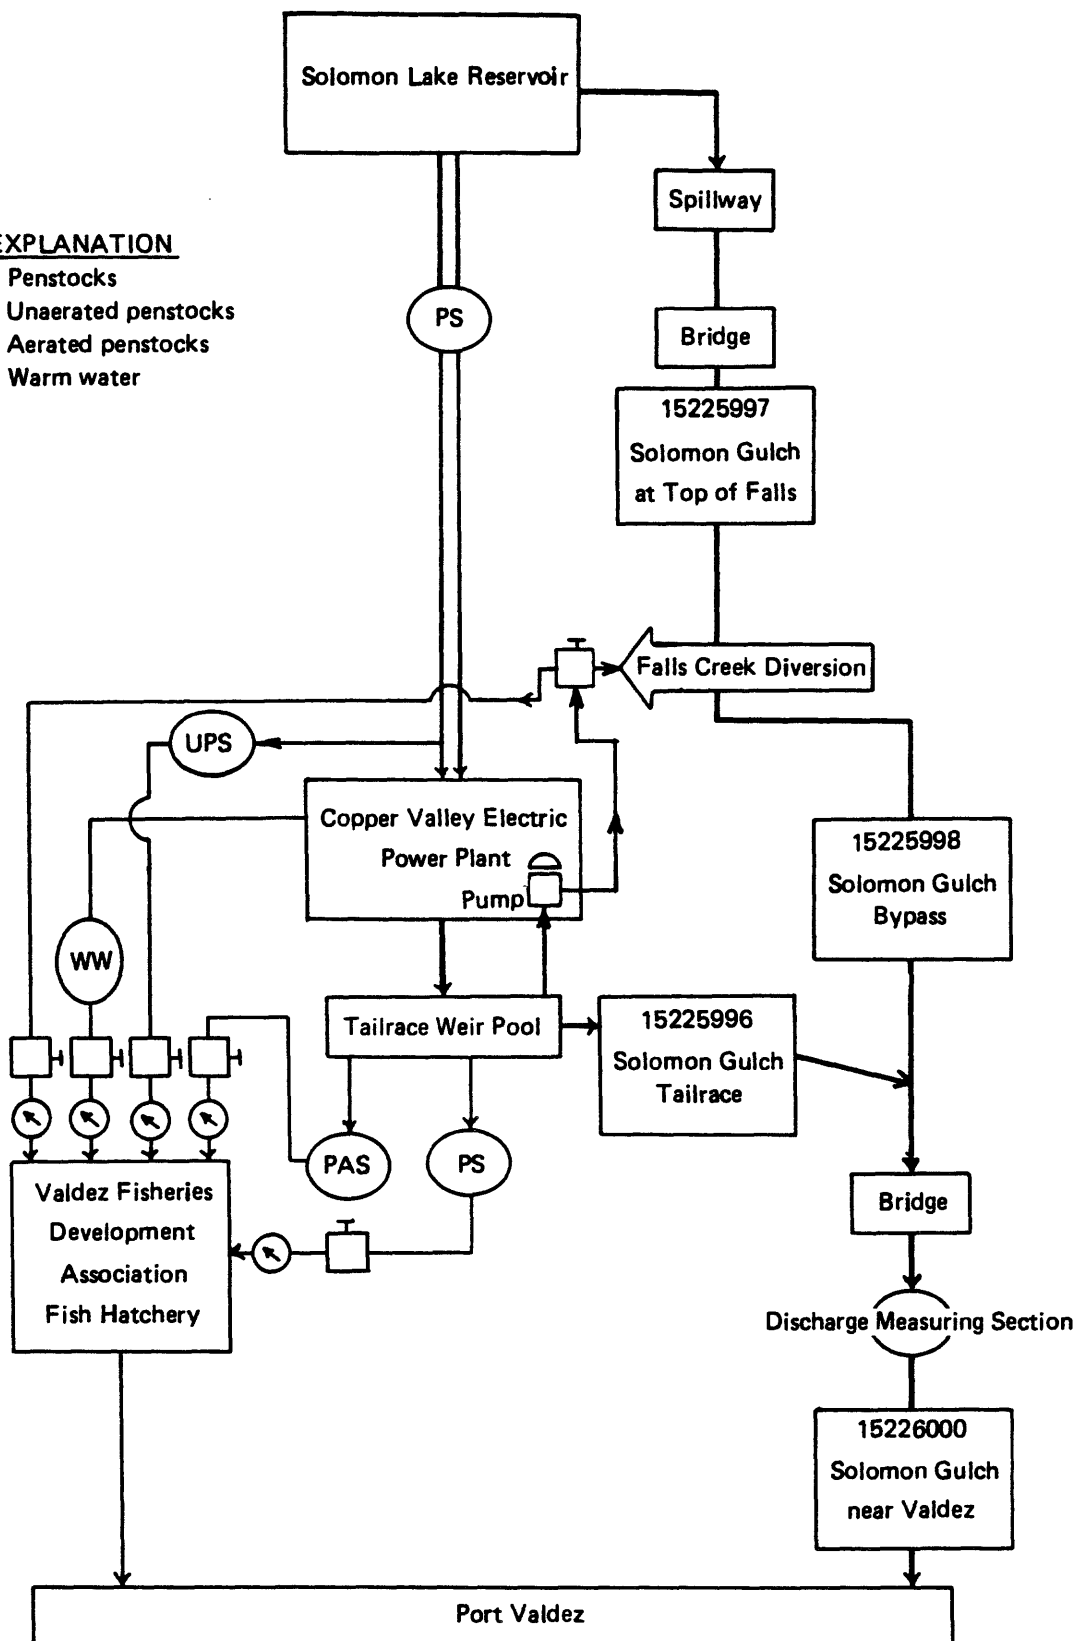 Solomon Lake Reservoir
Spillway
EXPLANATION
Penstocks
Unaerated penstocks
Aerated penstocks
Warm water
PS
Bridge
15225997
Solomon Gulch
at Top of Falls
Falls Creek Diversion
UPS
Copper Valley Electric
Power Plant
Pump
15225998
Solomon Gulch
Bypass
WW
Tailrace Weir Pool
15225996
Solomon Gulch
Tailrace
PAS
PS
Valdez Fisheries
Development
Association
Fish Hatchery
Bridge
Discharge Measuring Section
15226000
Solomon Gulch
near Valdez
Port Valdez